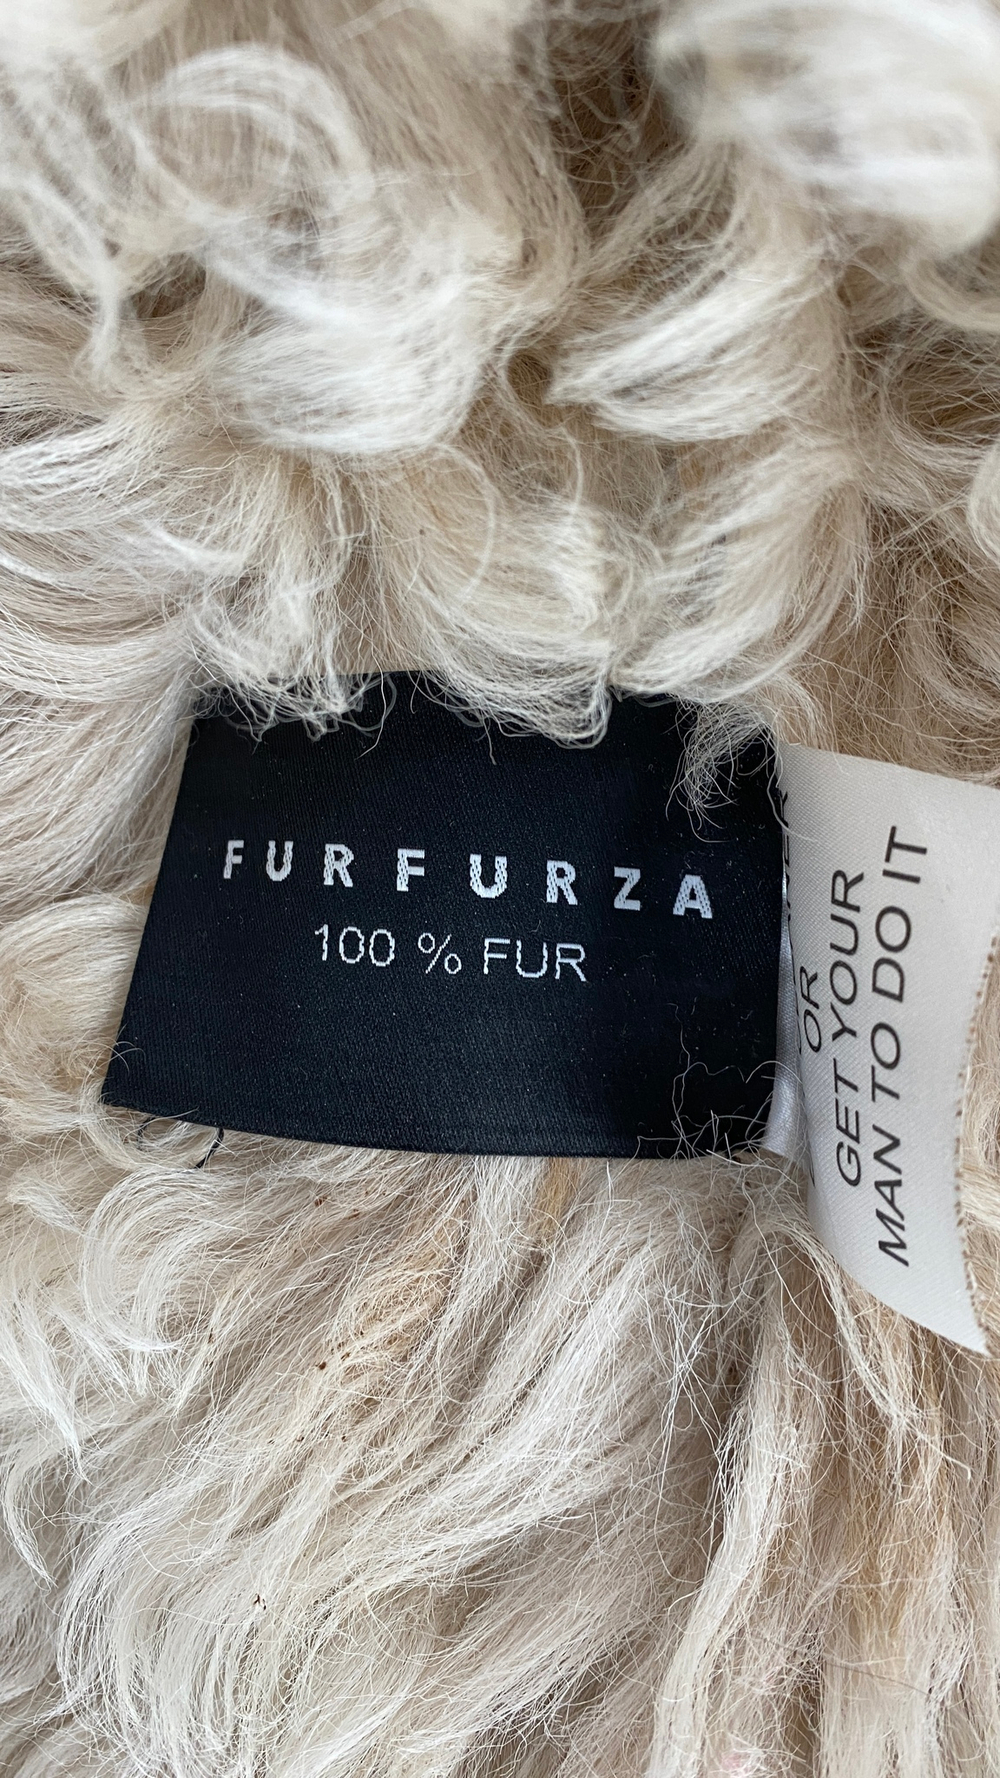 FURFURZA
100 % FUR
OR
GET YOUR
MAN TO DO IT